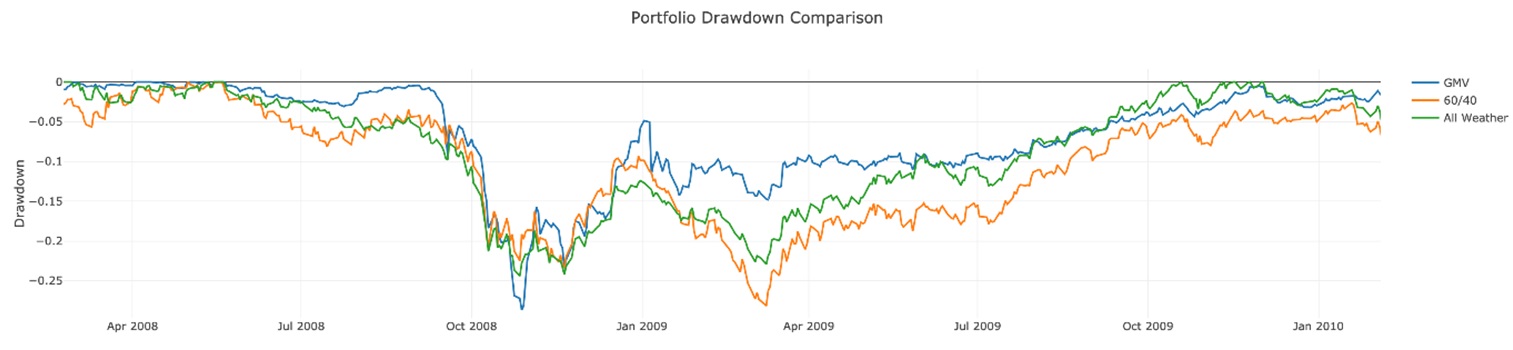 Portfolio Drawdown Comparison
0
−0.05
−0.1
−0.15
−0.2
−0.25
Drawdown
Apr 2008
Jul 2008
Oct 2008
Jan 2009
Apr 2009
Jul 2009
Oct 2009
Jan 2010
GMV
60/40
All Weather